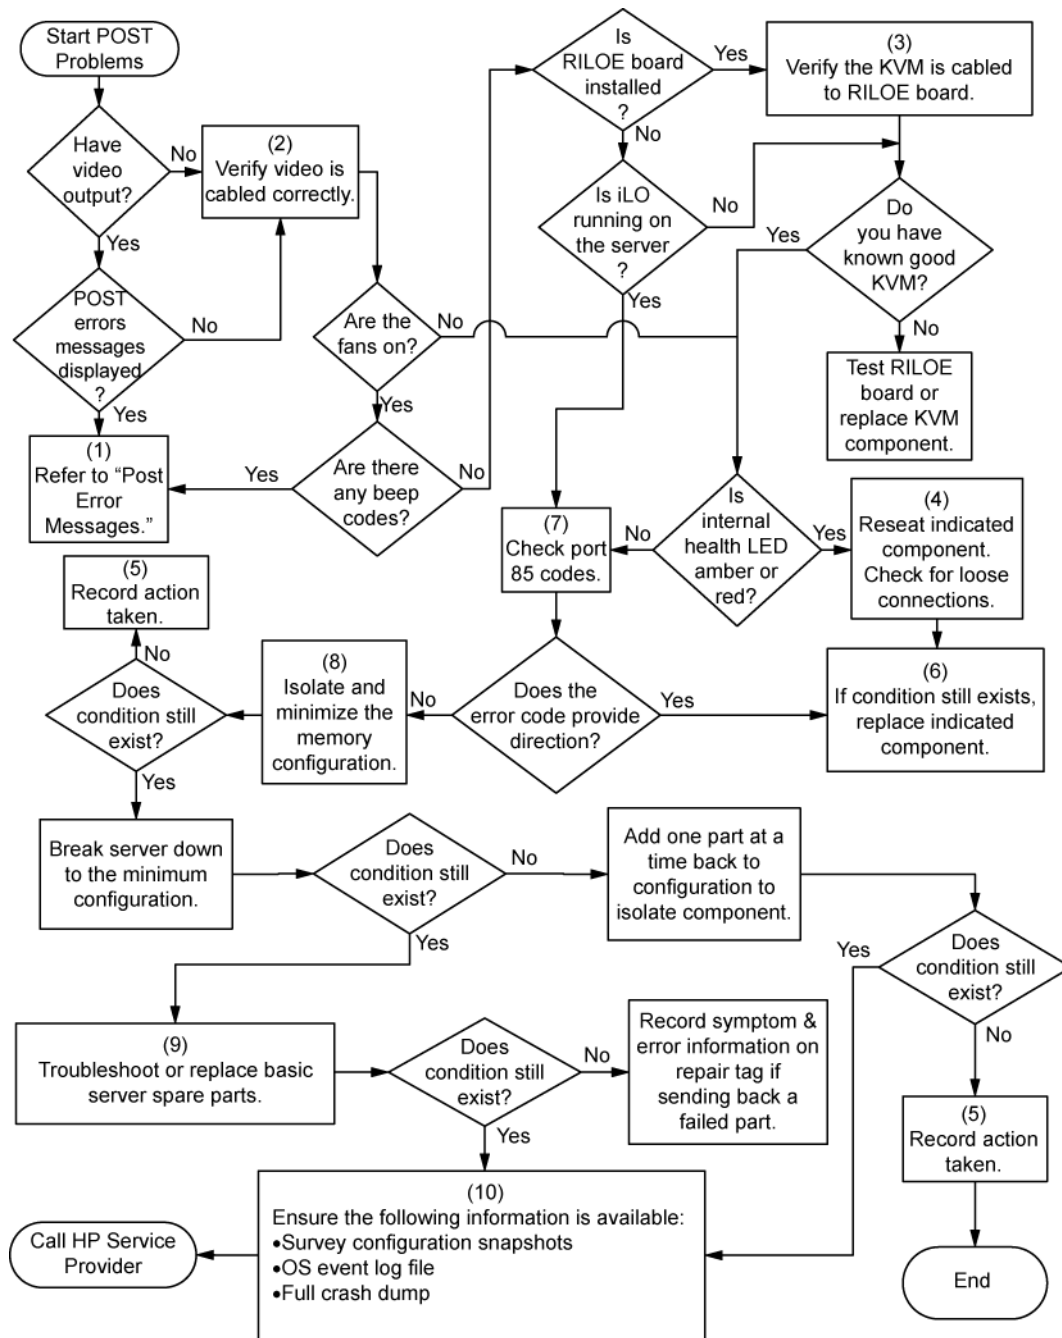 Start POST
Problems
Have
video
output?
No
Yes
(2)
Verify video is
cabled correctly.
POST
errors
messages
displayed
?
No
Yes
(1)
Refer to “Post
Error
Messages.”
Are the
fans on?
No
Yes
Are there
any beep
codes?
Yes
No
Is
RILOE board
installed
?
Yes
No
(3)
Verify the KVM is cabled
to RILOE board.
Is iLO
running on
the server
?
No
Yes
Do
you have
known good
KVM?
Yes
No
Test RILOE
board or
replace KVM
component.
Is
internal
health LED
amber or
red?
No
Yes
(4)
Reseat indicated
component.
Check for loose
connections.
(7)
Check port
85 codes.
(6)
If condition still exists,
replace indicated
component.
Does the
error code provide
direction?
Yes
No
(8)
Isolate and
minimize the
memory
configuration.
Does
condition still
exist?
No
Yes
(5)
Record action
taken.
Break server down
to the minimum
configuration.
Does
condition still
exist?
No
Yes
Add one part at a
time back to
configuration to
isolate component.
Does
condition still
exist?
Yes
No
(5)
Record action
taken.
End
(9)
Troubleshoot or replace basic
server spare parts.
Does
condition still
exist?
No
Yes
Record symptom &
error information on
repair tag if
sending back a
failed part.
(10)
Ensure the following information is available:
•Survey configuration snapshots
•OS event log file
•Full crash dump
Call HP Service
Provider